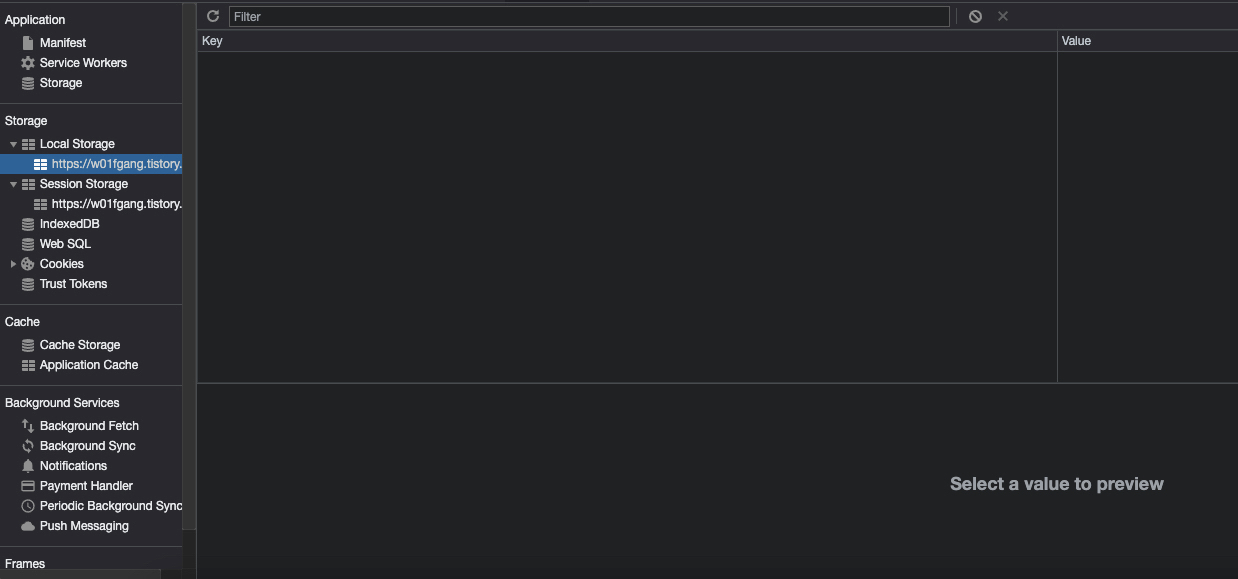 Application
Manifest
Service Workers
Storage
Storage
Local Storage
https://w01fgang.tistory.
Session Storage
https://w01fgang.tistory.
IndexedDB
Web SQL
Cookies
Trust Tokens
Cache
Cache Storage
Application Cache
Background Services
Background Fetch
Background Sync
Notifications
Payment Handler
Periodic Background Sync
Push Messaging
Frames
Filter
Key Value
Select a value to preview